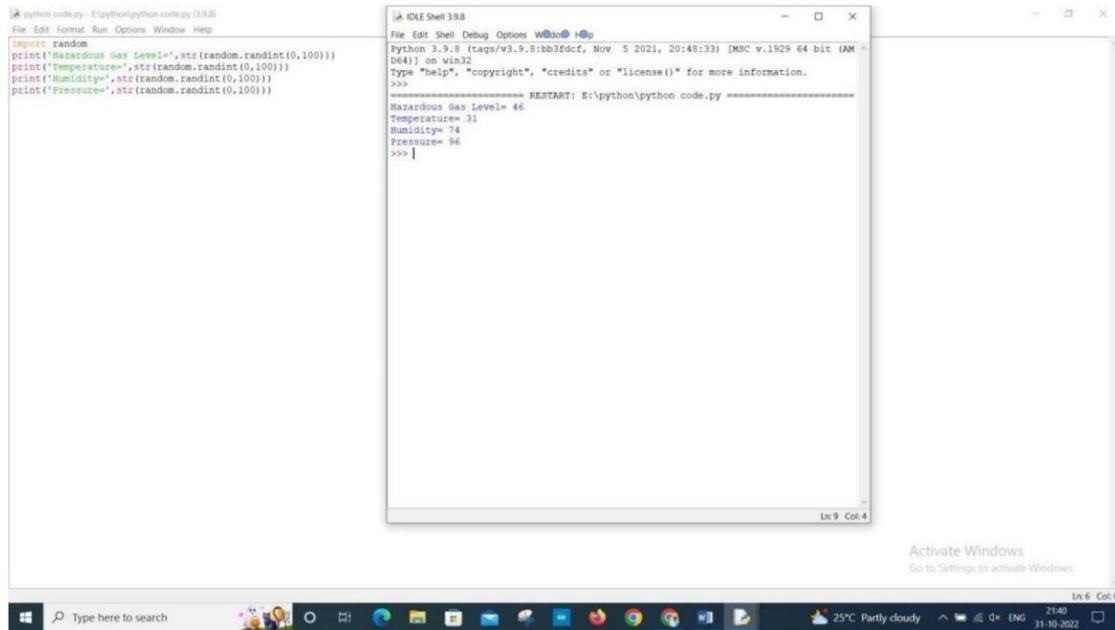 python code.py - E:\python\python code.py (3.9.8)
File Edit Format Run Options Window Help
import random
print('Hazardous Gas Level=',str(random.randint(0,100)))
print('Temperature=',str(random.randint(0,100)))
print('Humidity=',str(random.randint(0,100)))
print('Pressure=',str(random.randint(0,100)))
IDLE Shell 3.9.8
File Edit Shell Debug Options
Python 3.9.8 (tags/v3.9.8:bb3fdcf, Nov 5 2021, 20:48:33) [MSC v.1929 64 bit (AM
D64)] on win32
Type "help", "copyright", "credits" or "license()" for more information.
>>>
======================= RESTART: E:\python\python code.py ======================
Hazardous Gas Level= 46
Temperature= 31
Humidity= 74
Pressure= 96
>>>
Ln: 9 Col: 4
Activate Windows
Go to Settings to activate Windows.
Ln: 6 Col:
Type here to search
25°C Partly cloudy
ENG
21:40
31-10-2022